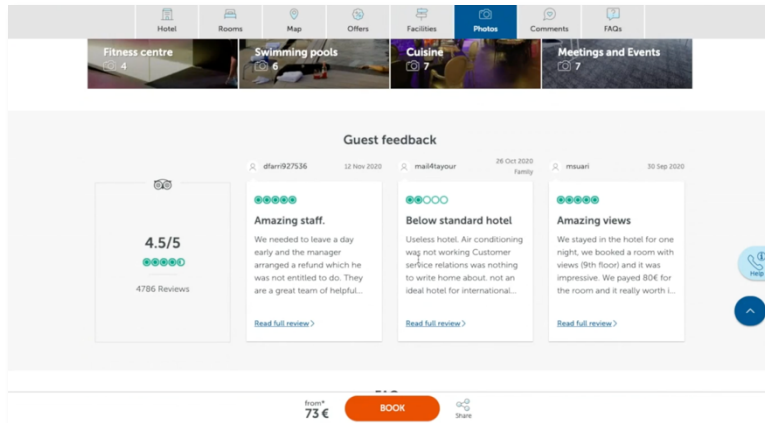 Hotel Rooms Map Offers Facilities Photos Comments FAQs
Fitness centre
4
Swimming pools
6
Cuisine
7
Meetings and Events
7
Guest feedback
4.5/5
4786 Reviews
dfarri927536 12 Nov 2020
Amazing staff.
We needed to leave a day
early and the manager
arranged a refund which he
was not entitled to do. They
are a great team of helpful...
Read full review
mail4tayour 26 Oct 2020
Family
Below standard hotel
Useless hotel. Air conditioning
was not working Customer
service relations was nothing
to write home about. not an
ideal hotel for international...
Read full review
msuari 30 Sep 2020
Amazing views
We stayed in the hotel for one
night, we booked a room with
views (9th floor) and it was
impressive. We payed 80€ for
the room and it really worth i...
Read full review
Help
from*
73 €
BOOK
Share